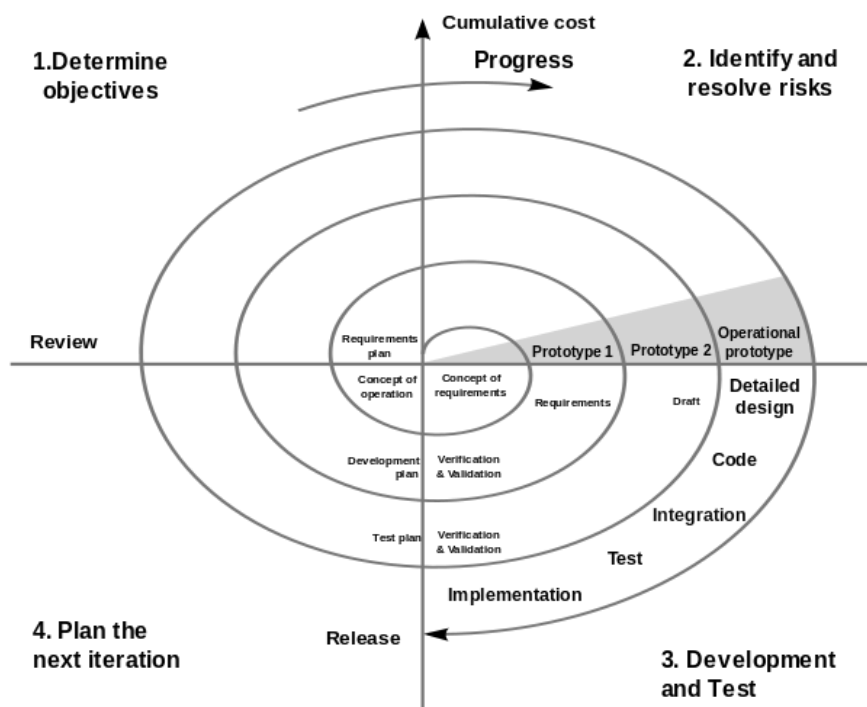 Cumulative cost
1.Determine
objectives
Progress
2. Identify and
resolve risks
Review
Requirements
plan
Prototype 1
Prototype 2
Operational
prototype
Concept of
operation
Concept of
requirements
Requirements
Draft
Detailed
design
Code
Development
plan
Verification
& Validation
Integration
Test plan
Verification
& Validation
Test
Implementation
4. Plan the
next iteration
Release
3. Development
and Test